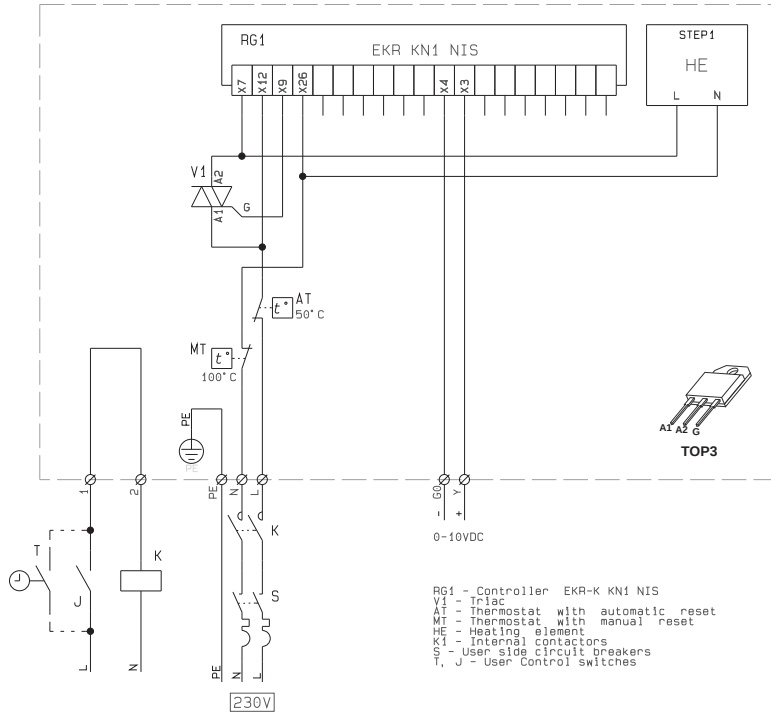 RG1
EKR KN1 NIS
STEP1
HE
X7
X12
X9
X26
X4
X3
L
N
V1
A2
G
A1
AT
t°
50°C
MT
t°
100°C
PE
PE
A1 A2 G
TOP3
1
2
PE
N
L
G0
Y
- +
0-10VDC
T
J
K
K
S
L
N
PE
N
L
230V
RG1 - Controller EKR-K KN1 NIS
V1 - Triac
AT - Thermostat with automatic reset
MT - Thermostat with manual reset
HE - Heating element
K1 - Internal contactors
S - User side circuit breakers
T, J - User Control switches